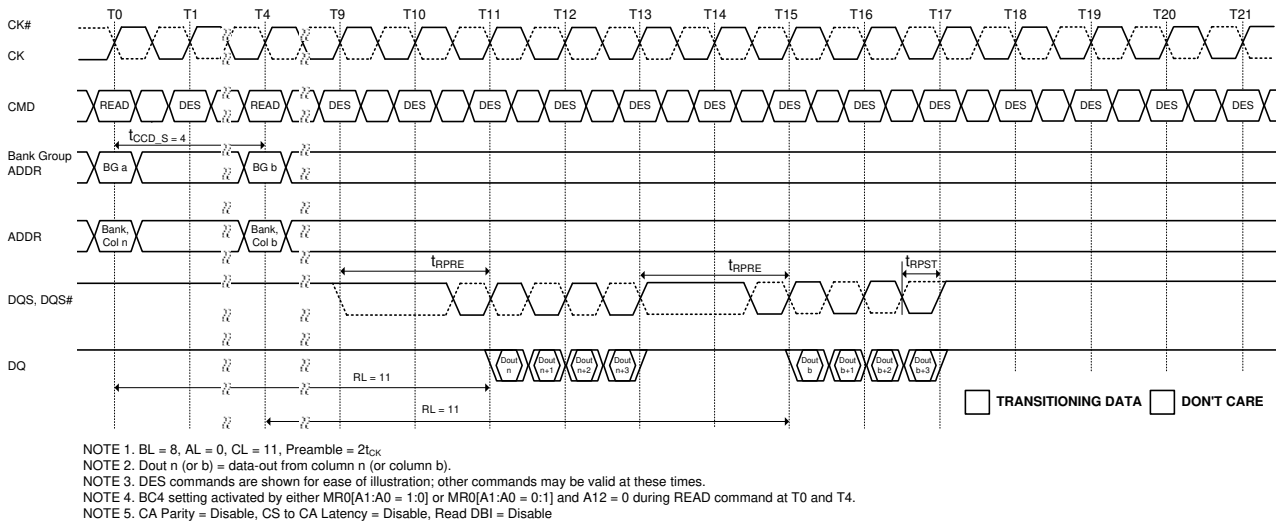 T0 T1 T4 T9 T10 T11 T12 T13 T14 T15 T16 T17 T18 T19 T20 T21
CK#
CK
CMD READ DES READ DES DES DES DES DES DES DES DES DES DES DES DES DES
tCCD_S = 4
Bank Group
ADDR BG a BG b
ADDR Bank, Col n Bank, Col b
tRPRE tRPRE tRPST
DQS, DQS#
DQ Dout n Dout n+1 Dout n+2 Dout n+3 Dout b Dout b+1 Dout b+2 Dout b+3
RL = 11
RL = 11
TRANSITIONING DATA DON'T CARE
NOTE 1. BL = 8, AL = 0, CL = 11, Preamble = 2tCK
NOTE 2. Dout n (or b) = data-out from column n (or column b).
NOTE 3. DES commands are shown for ease of illustration; other commands may be valid at these times.
NOTE 4. BC4 setting activated by either MR0[A1:A0 = 1:0] or MR0[A1:A0 = 0:1] and A12 = 0 during READ command at T0 and T4.
NOTE 5. CA Parity = Disable, CS to CA Latency = Disable, Read DBI = Disable